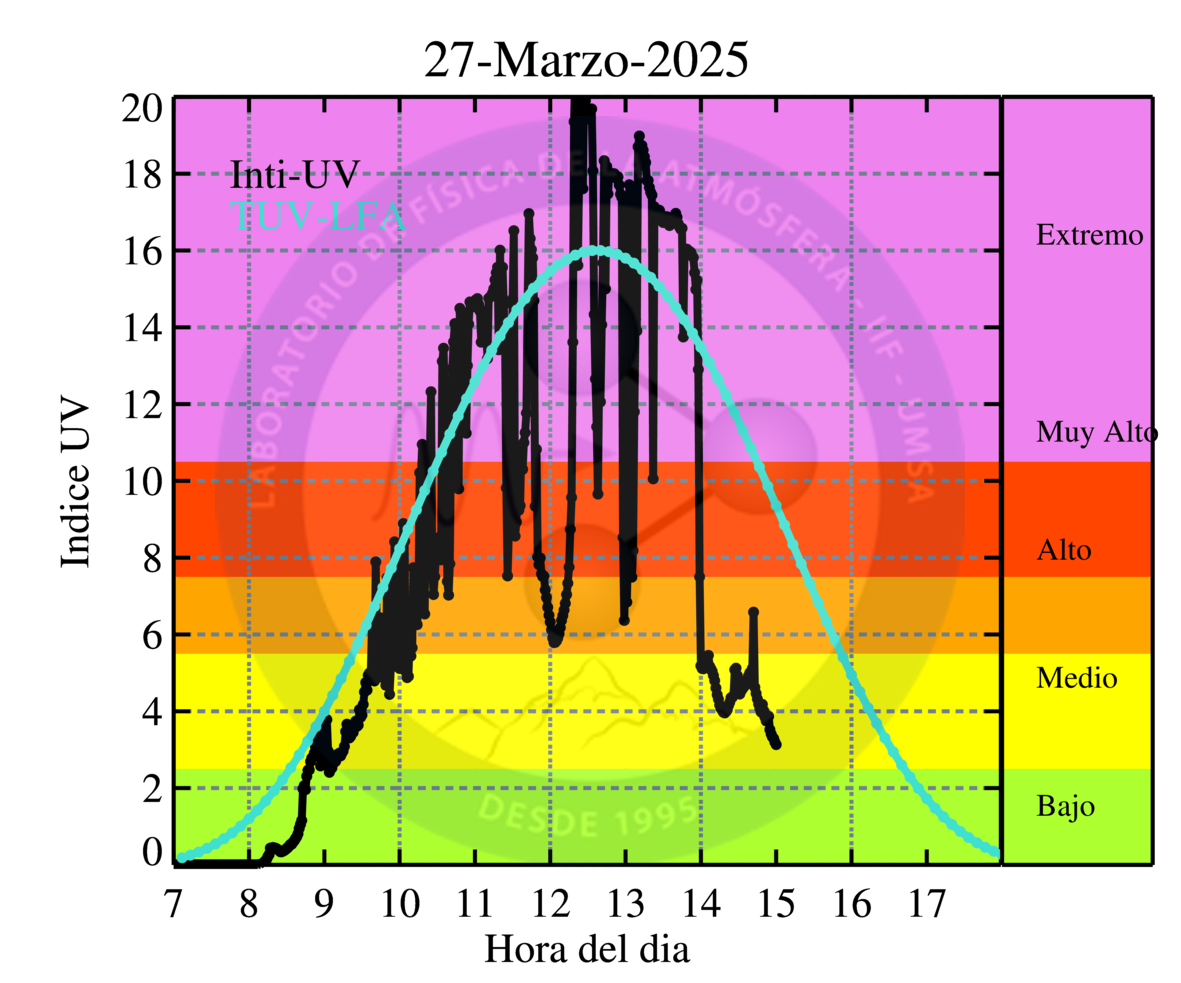 27-Marzo-2025
Inti-UV
TUV-LFA
Indice UV
20
18
16
14
12
10
8
6
4
2
0
7 8 9 10 11 12 13 14 15 16 17
Hora del dia
Extremo
Muy Alto
Alto
Medio
Bajo
LABORATORIO DE FÍSICA DE LA ATMÓSFERA - IIF - UMSA
DESDE 1995